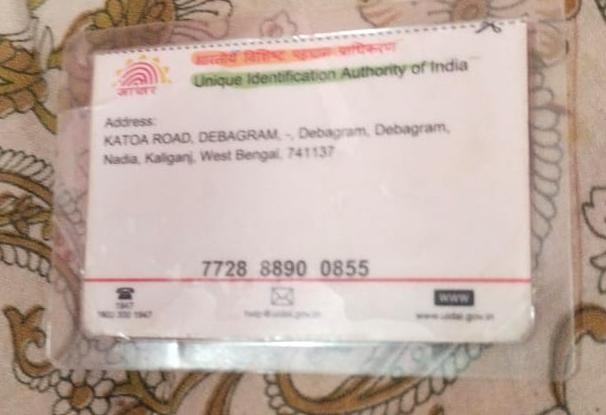 भारतीय विशिष्ट पहचान प्राधिकरण
Unique Identification Authority of India
आधार
Address:
KATOA ROAD, DEBAGRAM, -, Debagram, Debagram,
Nadia, Kaliganj, West Bengal, 741137
7728 8890 0855
1947
1800 300 1947
help@uidai.gov.in
WWW
www.uidai.gov.in